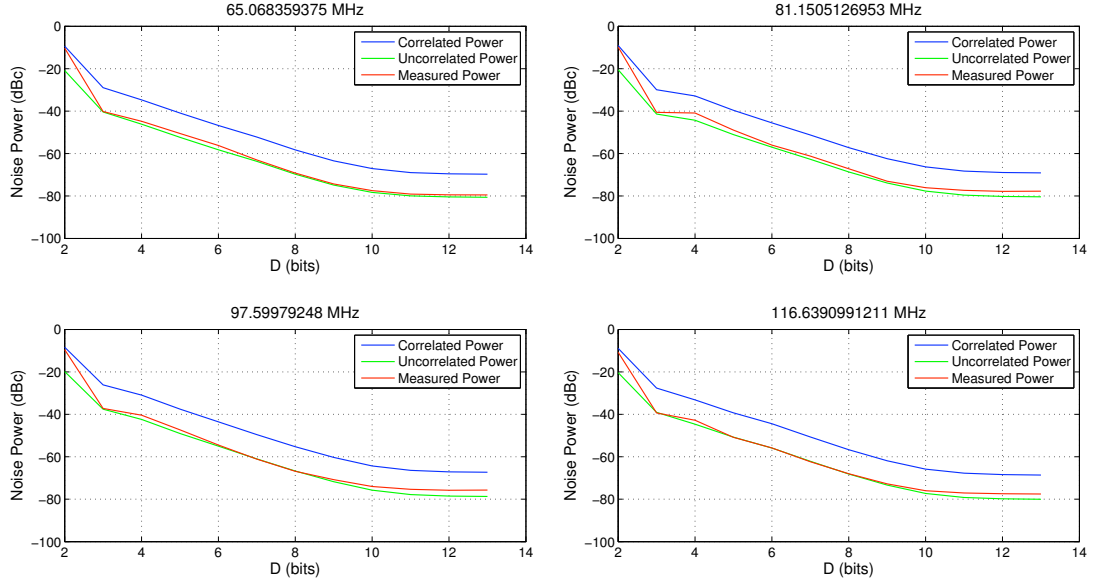 65.068359375 MHz
0
−20
−40
−60
−80
−100
Noise Power (dBc)
2 4 6 8 10 12 14
D (bits)
Correlated Power
Uncorrelated Power
Measured Power
81.1505126953 MHz
0
−20
−40
−60
−80
−100
Noise Power (dBc)
2 4 6 8 10 12 14
D (bits)
Correlated Power
Uncorrelated Power
Measured Power
97.59979248 MHz
0
−20
−40
−60
−80
−100
Noise Power (dBc)
2 4 6 8 10 12 14
D (bits)
Correlated Power
Uncorrelated Power
Measured Power
116.6390991211 MHz
0
−20
−40
−60
−80
−100
Noise Power (dBc)
2 4 6 8 10 12 14
D (bits)
Correlated Power
Uncorrelated Power
Measured Power